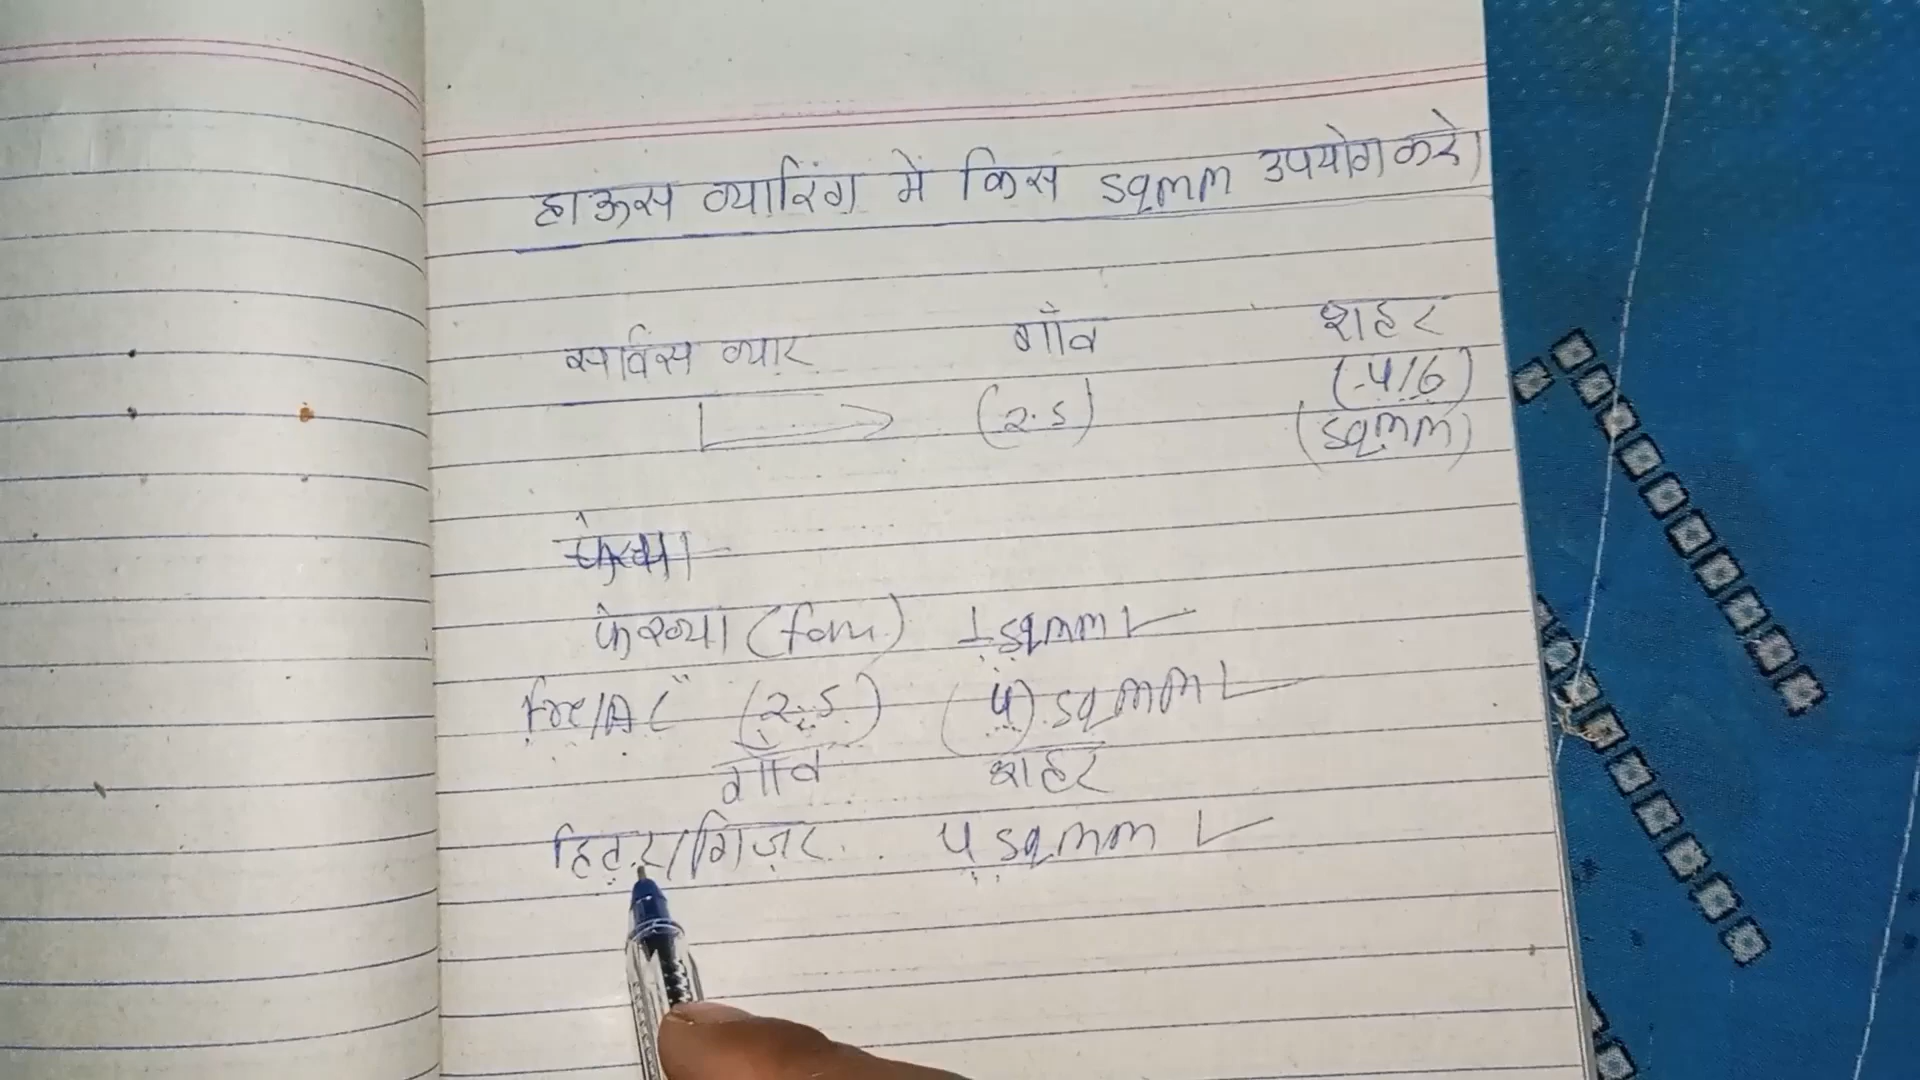 हाऊस व्यारिंग में किस sqmm उपयोग करे।
सर्विस व्यार गाँव शहर
(2.5) (4/6)
(sqmm)
(fam) 1 sqmm
fre/AC (2.5) (4) sqmm
गाँव शहर
हिटर/गिजर 4 sqmm